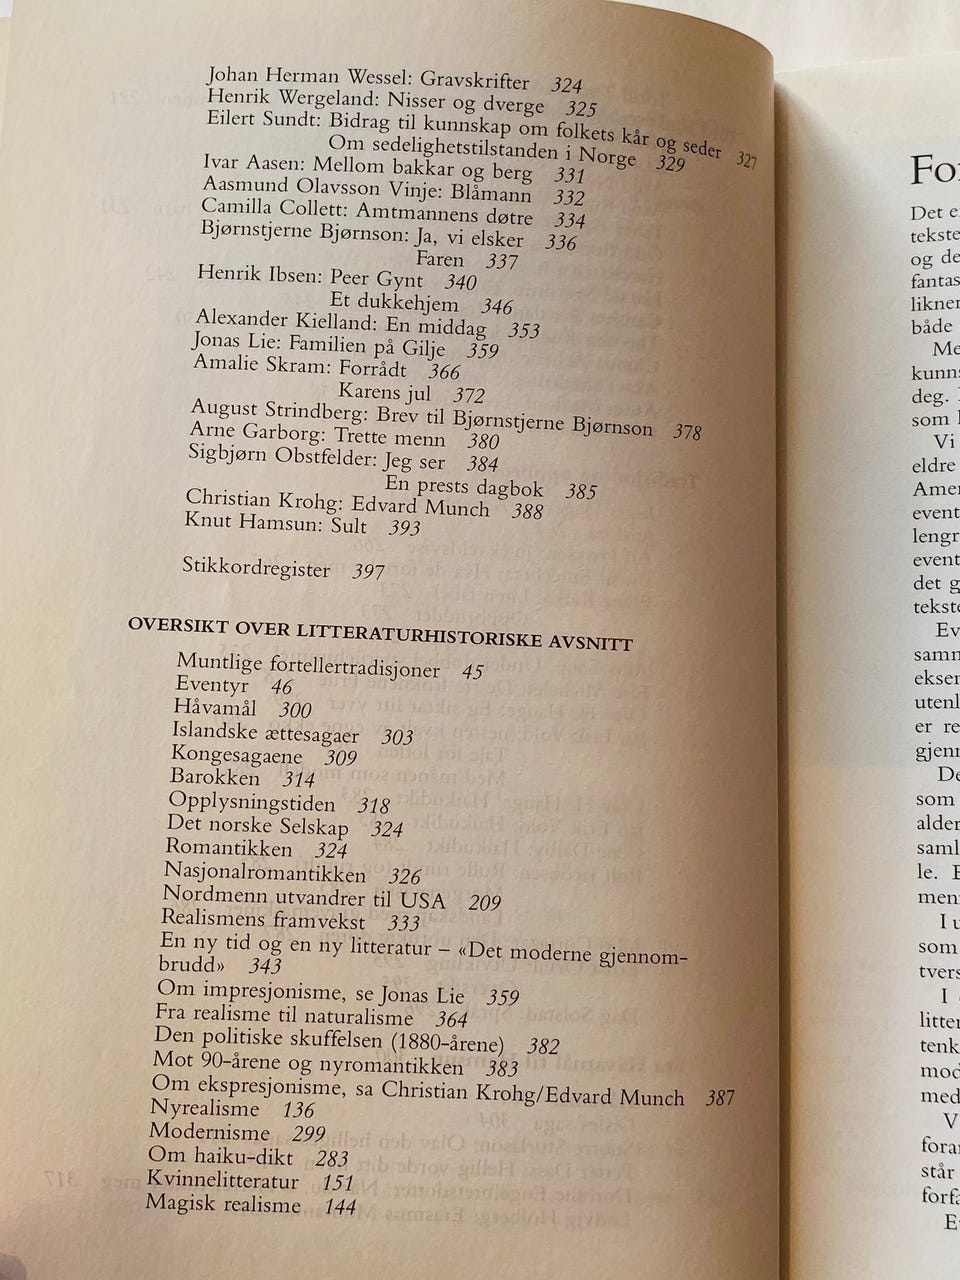 Johan Herman Wessel: Gravskrifter 324
Henrik Wergeland: Nisser og dverge 325
Eilert Sundt: Bidrag til kunnskap om folkets kår og seder 327
Om sedelighetstilstanden i Norge 329
Ivar Aasen: Mellom bakkar og berg 331
Aasmund Olavsson Vinje: Blåmann 332
Camilla Collett: Amtmannens døtre 334
Bjørnstjerne Bjørnson: Ja, vi elsker 336
Faren 337
Henrik Ibsen: Peer Gynt 340
Et dukkehjem 346
Alexander Kielland: En middag 353
Jonas Lie: Familien på Gilje 359
Amalie Skram: Forrådt 366
Karens jul 372
August Strindberg: Brev til Bjørnstjerne Bjørnson 378
Arne Garborg: Trette menn 380
Sigbjørn Obstfelder: Jeg ser 384
En prests dagbok 385
Christian Krohg: Edvard Munch 388
Knut Hamsun: Sult 393
Stikkordregister 397
OVERSIKT OVER LITTERATURHISTORISKE AVSNITT
Muntlige fortellertradisjoner 45
Eventyr 46
Håvamål 300
Islandske ættesagaer 303
Kongesagaene 309
Barokken 314
Opplysningstiden 318
Det norske Selskap 324
Romantikken 324
Nasjonalromantikken 326
Nordmenn utvandrer til USA 209
Realismens framvekst 333
En ny tid og en ny litteratur – «Det moderne gjennom-
brudd» 343
Om impresjonisme, se Jonas Lie 359
Fra realisme til naturalisme 364
Den politiske skuffelsen (1880-årene) 382
Mot 90-årene og nyromantikken 383
Om ekspresjonisme, sa Christian Krohg/Edvard Munch 387
Nyrealisme 136
Modernisme 299
Om haiku-dikt 283
Kvinnelitteratur 151
Magisk realisme 144
For
Det e
tekste
og de
fantas
likner
både
Me
kunns
deg.
som
Vi
eldre
Amer
event
lengr
event
det g
tekste
Ev
samn
ekser
utenl
er re
gjenn
De
som
alder
saml
le. E
men
I u
som
tvers
I
litter
tenk
mod
med
V
foran
står
forfa
E